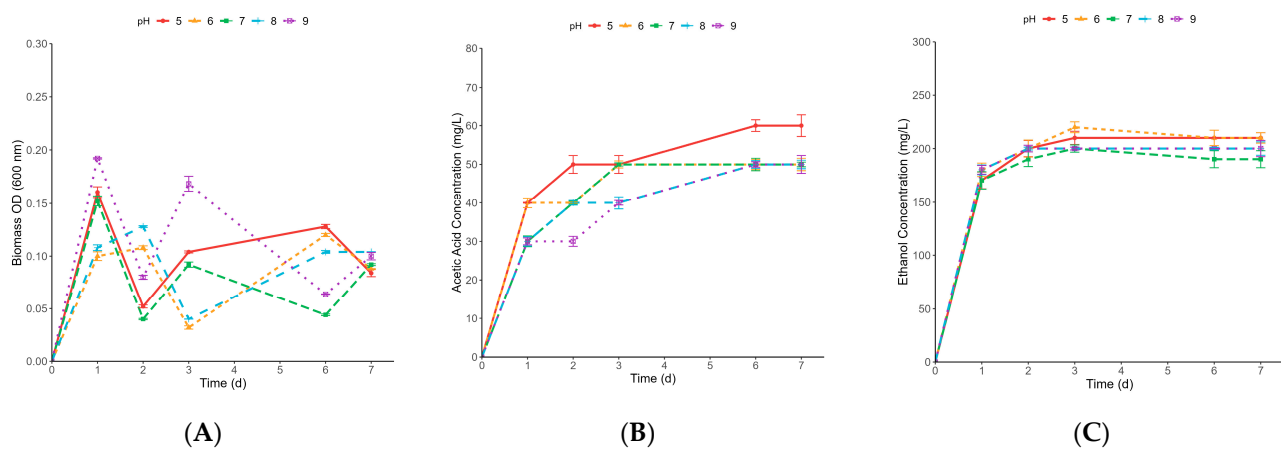 pH 5 6 7 8 9
Biomass OD (600 nm)
0.30
0.25
0.20
0.15
0.10
0.05
0.00
0 1 2 3 4 5 6 7
Time (d)
(A)
pH 5 6 7 8 9
Acetic Acid Concentration (mg/L)
80
70
60
50
40
30
20
10
0
0 1 2 3 4 5 6 7
Time (d)
(B)
pH 5 6 7 8 9
Ethanol Concentration (mg/L)
300
250
200
150
100
50
0
0 1 2 3 4 5 6 7
Time (d)
(C)